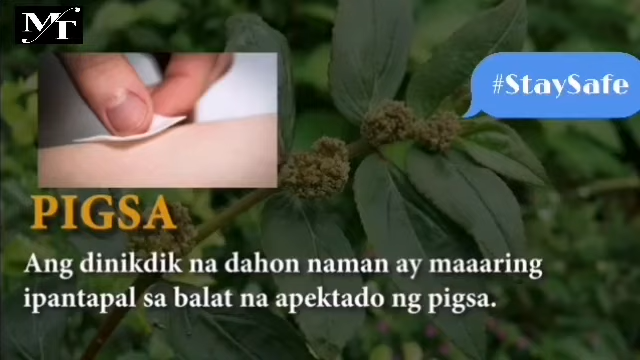 MT
#StaySafe
PIGSA
Ang dinikdik na dahon naman ay maaaring
ipantapal sa balat na apektado ng pigsa.